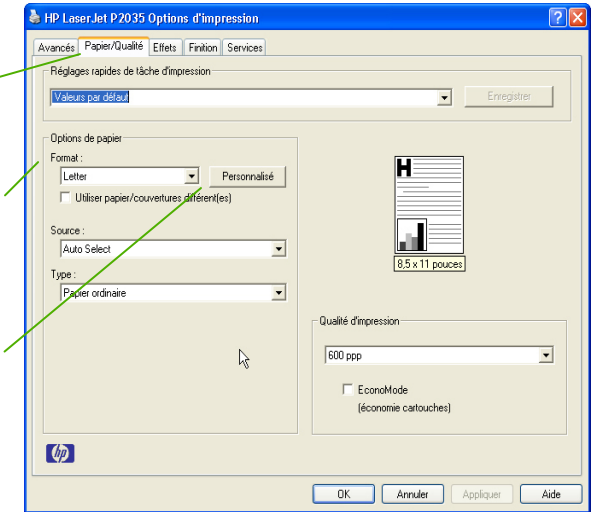 HP LaserJet P2035 Options d'impression
Avancés Papier/Qualité Effets Finition Services
Réglages rapides de tâche d'impression
Valeurs par défaut Enregistrer
Options de papier
Format :
Letter Personnalisé
Utiliser papier/couvertures différent(es)
Source :
Auto Select
Type :
Papier ordinaire
H
8,5 x 11 pouces
Qualité d'impression
600 ppp
EconoMode
(économie cartouches)
hp
OK Annuler Appliquer Aide